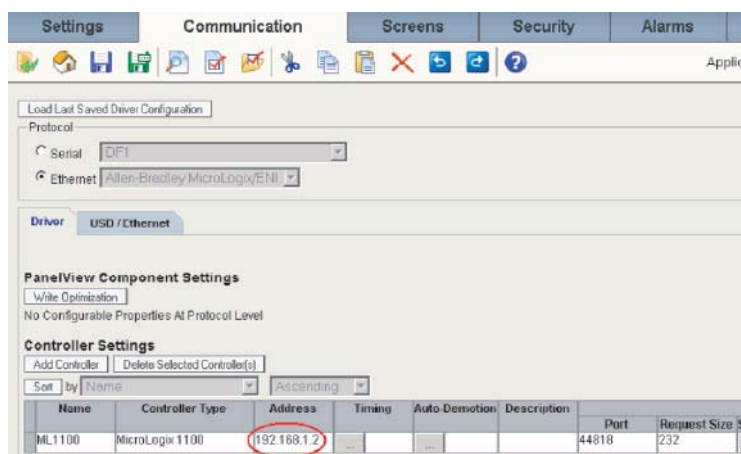 Settings Communication Screens Security Alarms
Applic
Load Last Saved Driver Configuration
Protocol
Serial DF1
Ethernet Allen-Bradley MicroLogix/ENI
Driver USD / Ethernet
PanelView Component Settings
Write Optimization
No Configurable Properties At Protocol Level
Controller Settings
Add Controller Delete Selected Controller(s)
Sort by Name Ascending
Name Controller Type Address Timing Auto-Demotion Description
Port Request Size S
ML1100 MicroLogix 1100 192.168.1.2 ... ... 44818 232